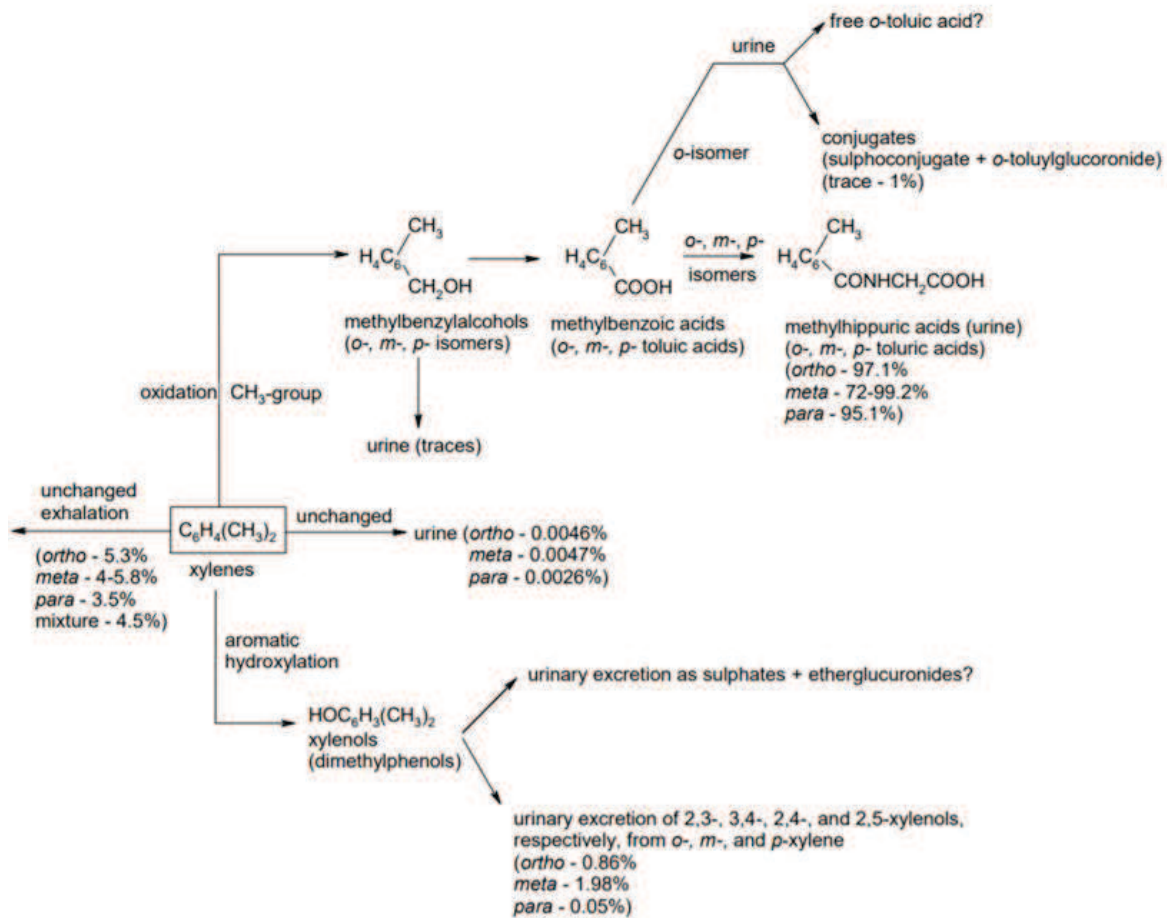 free o-toluic acid?
urine
conjugates
(sulphoconjugate + o-toluylglucoronide)
(trace - 1%)
o-isomer
CH₃
H₄C₆
CH₂OH
methylbenzylalcohols
(o-, m-, p- isomers)
CH₃
H₄C₆
COOH
methylbenzoic acids
(o-, m-, p- toluic acids)
o-, m-, p-
isomers
CH₃
H₄C₆
CONHCH₂COOH
methylhippuric acids (urine)
(o-, m-, p- toluric acids)
(ortho - 97.1%
meta - 72-99.2%
para - 95.1%)
oxidation
CH₃-group
urine (traces)
unchanged
exhalation
(ortho - 5.3%
meta - 4-5.8%
para - 3.5%
mixture - 4.5%)
C₆H₄(CH₃)₂
xylenes
unchanged
urine (ortho - 0.0046%
meta - 0.0047%
para - 0.0026%)
aromatic
hydroxylation
HOC₆H₃(CH₃)₂
xylenols
(dimethylphenols)
urinary excretion as sulphates + etherglucuronides?
urinary excretion of 2,3-, 3,4-, 2,4-, and 2,5-xylenols,
respectively, from o-, m-, and p-xylene
(ortho - 0.86%
meta - 1.98%
para - 0.05%)